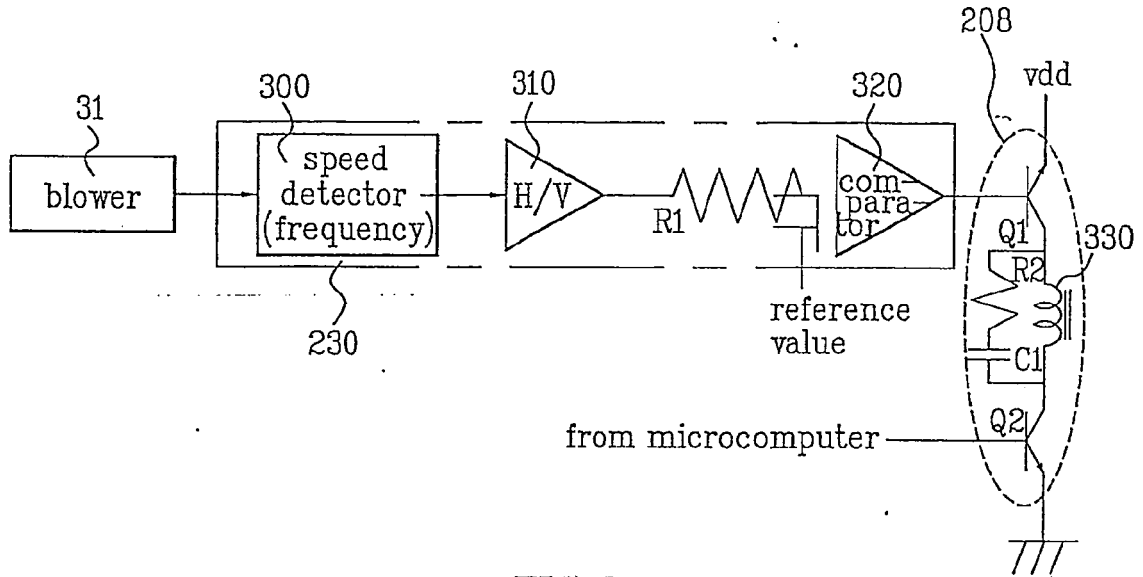 208
vdd
31
300
310
320
blower
speed
detector
(frequency)
H/V
R1
com-
para-
tor
Q1
330
R2
C1
230
reference
value
Q2
from microcomputer